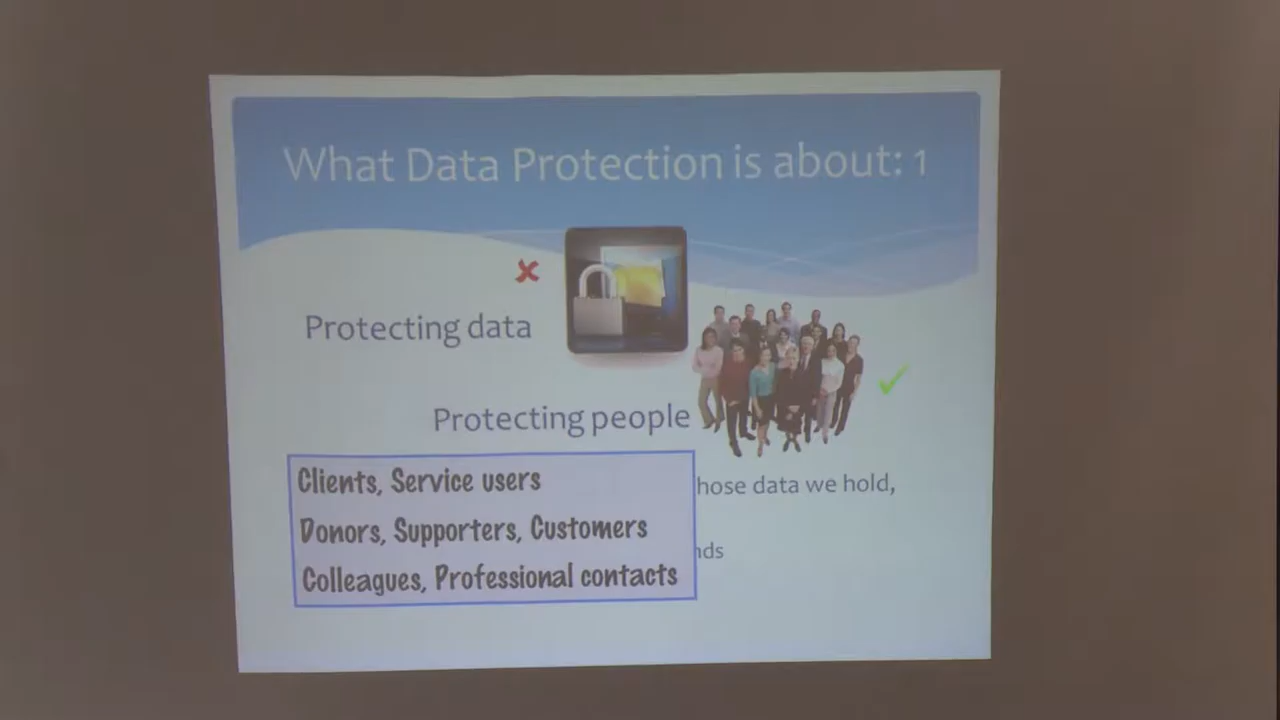 What Data Protection is about: 1
Protecting data
Protecting people
Clients, Service users
hose data we hold,
Donors, Supporters, Customers
nds
Colleagues, Professional contacts